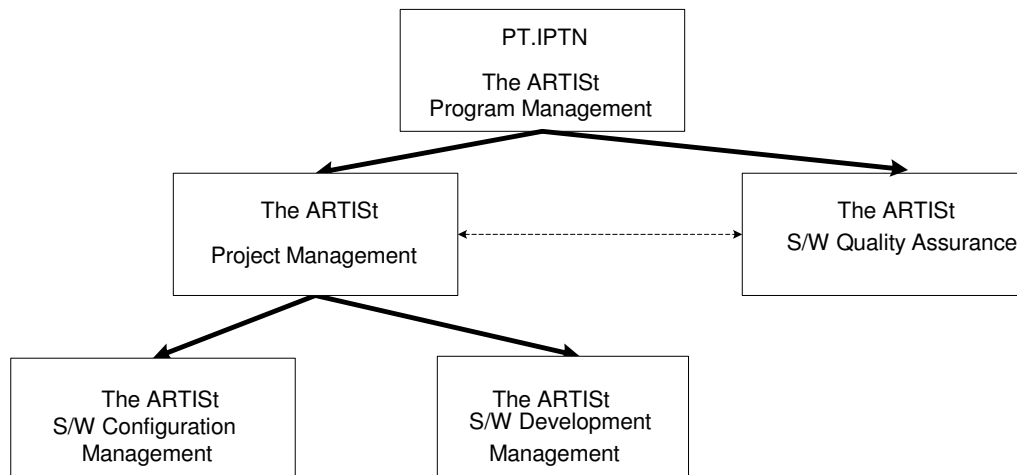 PT.IPTN
The ARTISt
Program Management
The ARTISt
Project Management
The ARTISt
S/W Quality Assurance
The ARTISt
S/W Configuration
Management
The ARTISt
S/W Development
Management